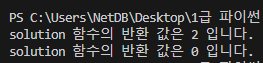 PS C:\Users\NetDB\Desktop\1급 파이썬
solution 함수의 반환 값은 2 입니다.
solution 함수의 반환 값은 0 입니다.